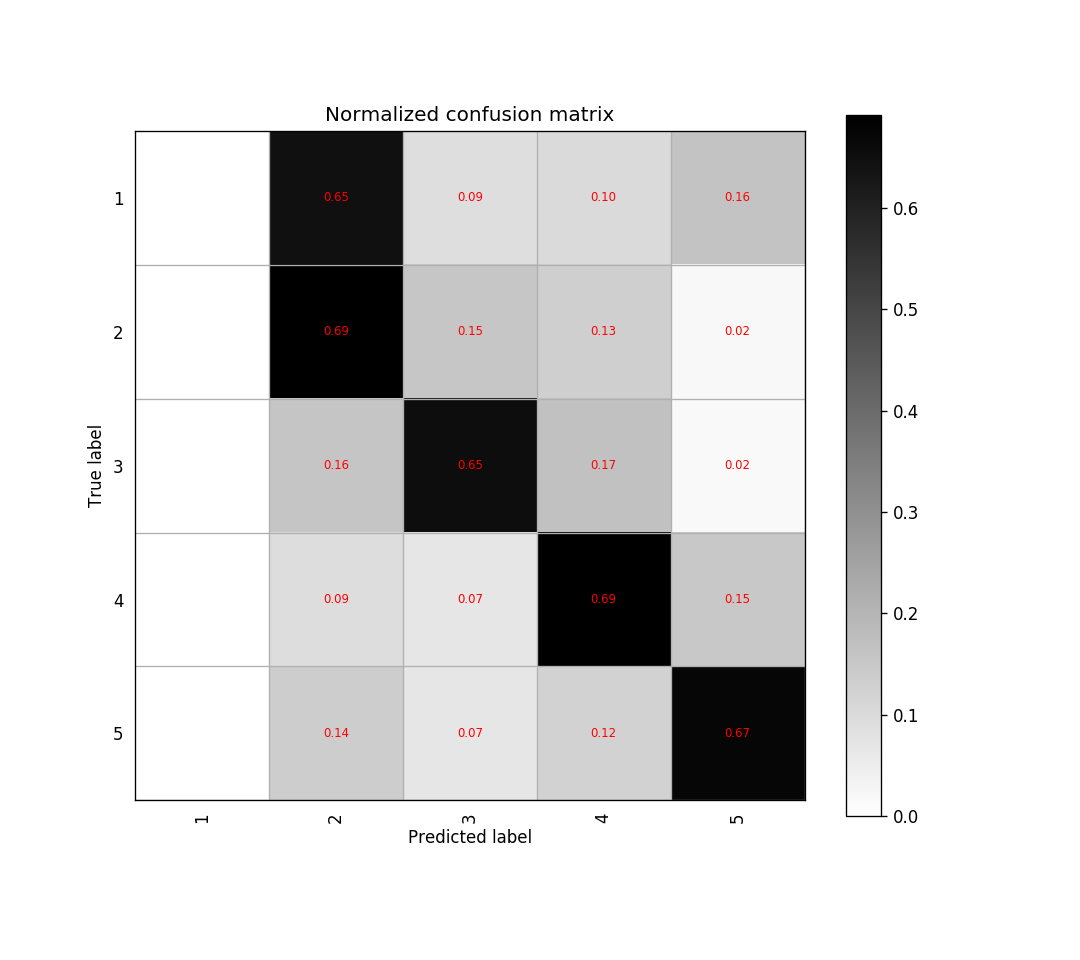 Normalized confusion matrix
1 0.65 0.09 0.10 0.16
2 0.69 0.15 0.13 0.02
3 0.16 0.65 0.17 0.02
4 0.09 0.07 0.69 0.15
5 0.14 0.07 0.12 0.67
True label
1 2 3 4 5
Predicted label
0.6
0.5
0.4
0.3
0.2
0.1
0.0